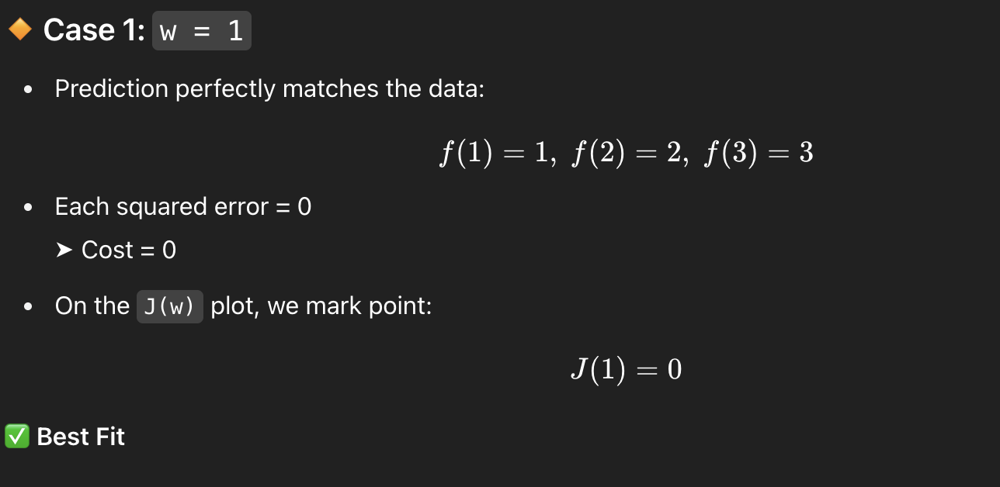 🔶 Case 1: w = 1
• Prediction perfectly matches the data:
f(1) = 1, f(2) = 2, f(3) = 3
• Each squared error = 0
➤ Cost = 0
• On the J(w) plot, we mark point:
J(1) = 0
✅ Best Fit